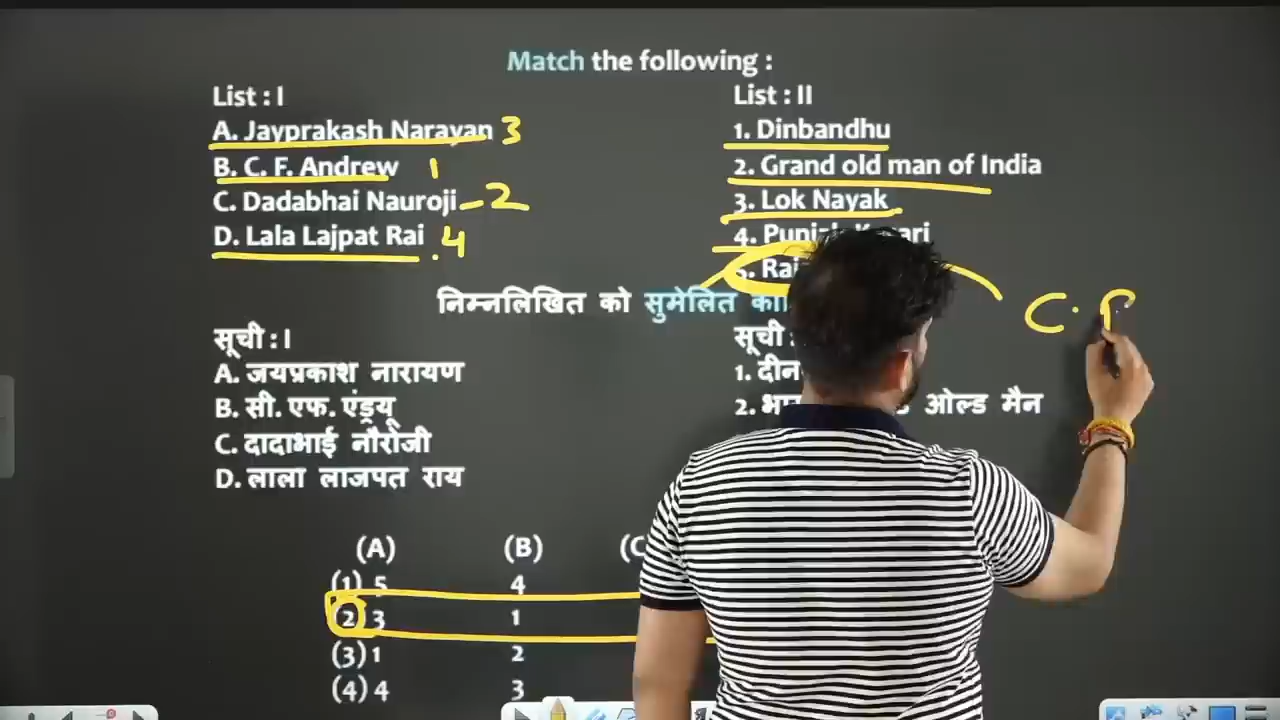 Match the following :
List : I
List : II
A. Jayprakash Narayan 3
1. Dinbandhu
B. C. F. Andrew 1
2. Grand old man of India
C. Dadabhai Nauroji - 2
3. Lok Nayak
D. Lala Lajpat Rai . 4
4.
5.
C.
निम्नलिखित को सुमेलित
सूची : I
सूची :
A. जयप्रकाश नारायण
1.
B. सी. एफ. एंड्रयू
2. ओल्ड मैन
C. दादाभाई नौरोजी
D. लाला लाजपत राय
(A) (B)
(1) 5 4
(2) 3 1
(3) 1 2
(4) 4 3